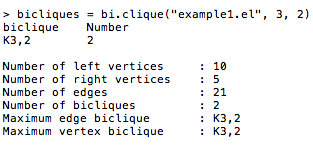 > bicliques = bi.clique("example1.el", 3, 2)
biclique    Number
K3,2        2
Number of left vertices     : 10
Number of right vertices    : 5
Number of edges             : 21
Number of bicliques         : 2
Maximum edge biclique       : K3,2
Maximum vertex biclique     : K3,2